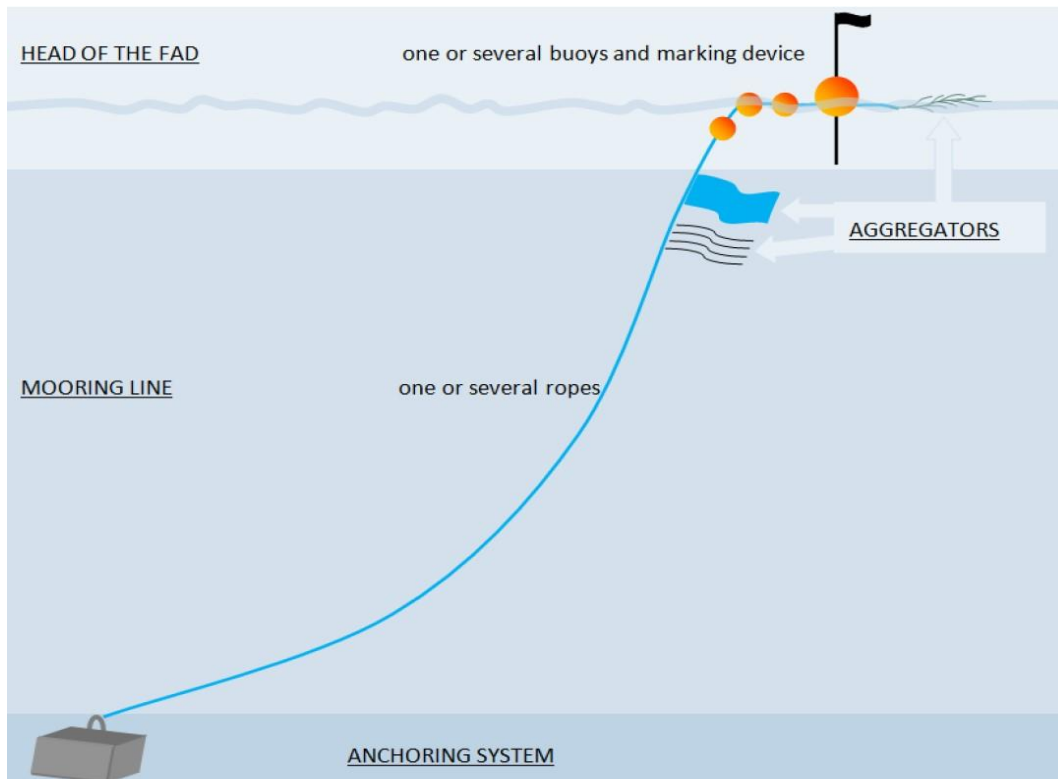 HEAD OF THE FAD
one or several buoys and marking device
AGGREGATORS
MOORING LINE
one or several ropes
ANCHORING SYSTEM